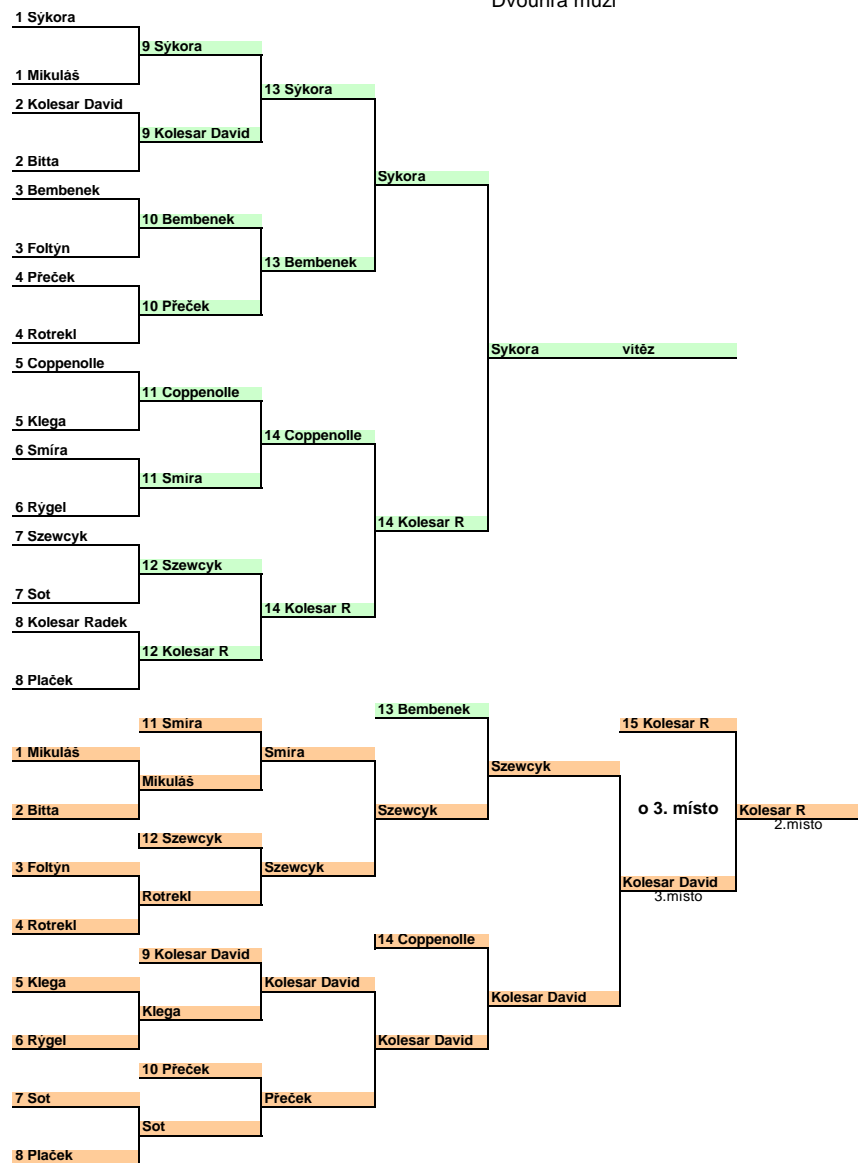 Dvouhra muži
1 Sýkora
9 Sýkora
1 Mikuláš
13 Sýkora
2 Kolesar David
9 Kolesar David
2 Bitta
Sykora
3 Bembenek
10 Bembenek
3 Foltýn
13 Bembenek
4 Přeček
10 Přeček
4 Rotrekl
Sykora vitěz
5 Coppenolle
11 Coppenolle
5 Klega
14 Coppenolle
6 Smíra
11 Smira
6 Rýgel
14 Kolesar R
7 Szewcyk
12 Szewcyk
7 Sot
14 Kolesar R
8 Kolesar Radek
12 Kolesar R
8 Plaček
13 Bembenek
11 Smira
15 Kolesar R
1 Mikuláš
Smira
Szewcyk
Mikuláš
2 Bitta
Szewcyk
o 3. místo
Kolesar R
2.místo
12 Szewcyk
3 Foltýn
Szewcyk
Kolesar David
3.místo
Rotrekl
4 Rotrekl
14 Coppenolle
9 Kolesar David
5 Klega
Kolesar David
Kolesar David
Klega
6 Rýgel
Kolesar David
10 Přeček
7 Sot
Přeček
Sot
8 Plaček